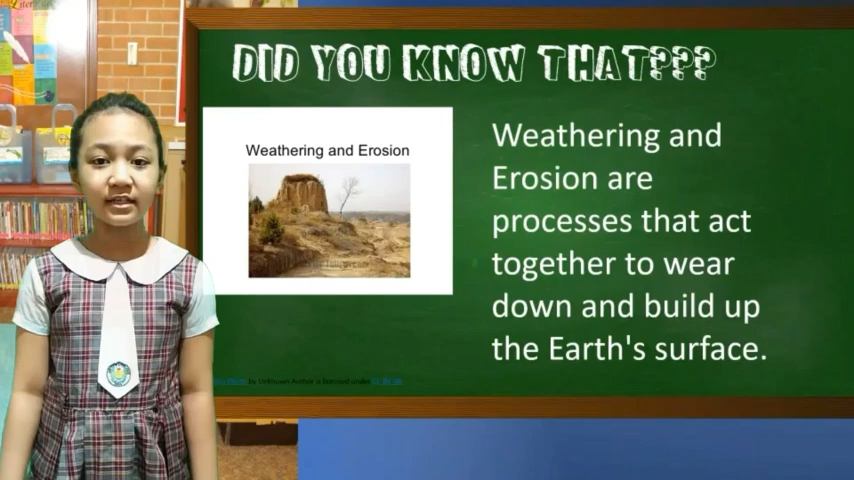 DID YOU KNOW THAT???
Weathering and Erosion
Weathering and
Erosion are
processes that act
together to wear
down and build up
the Earth's surface.
by Unknown Author is licensed under